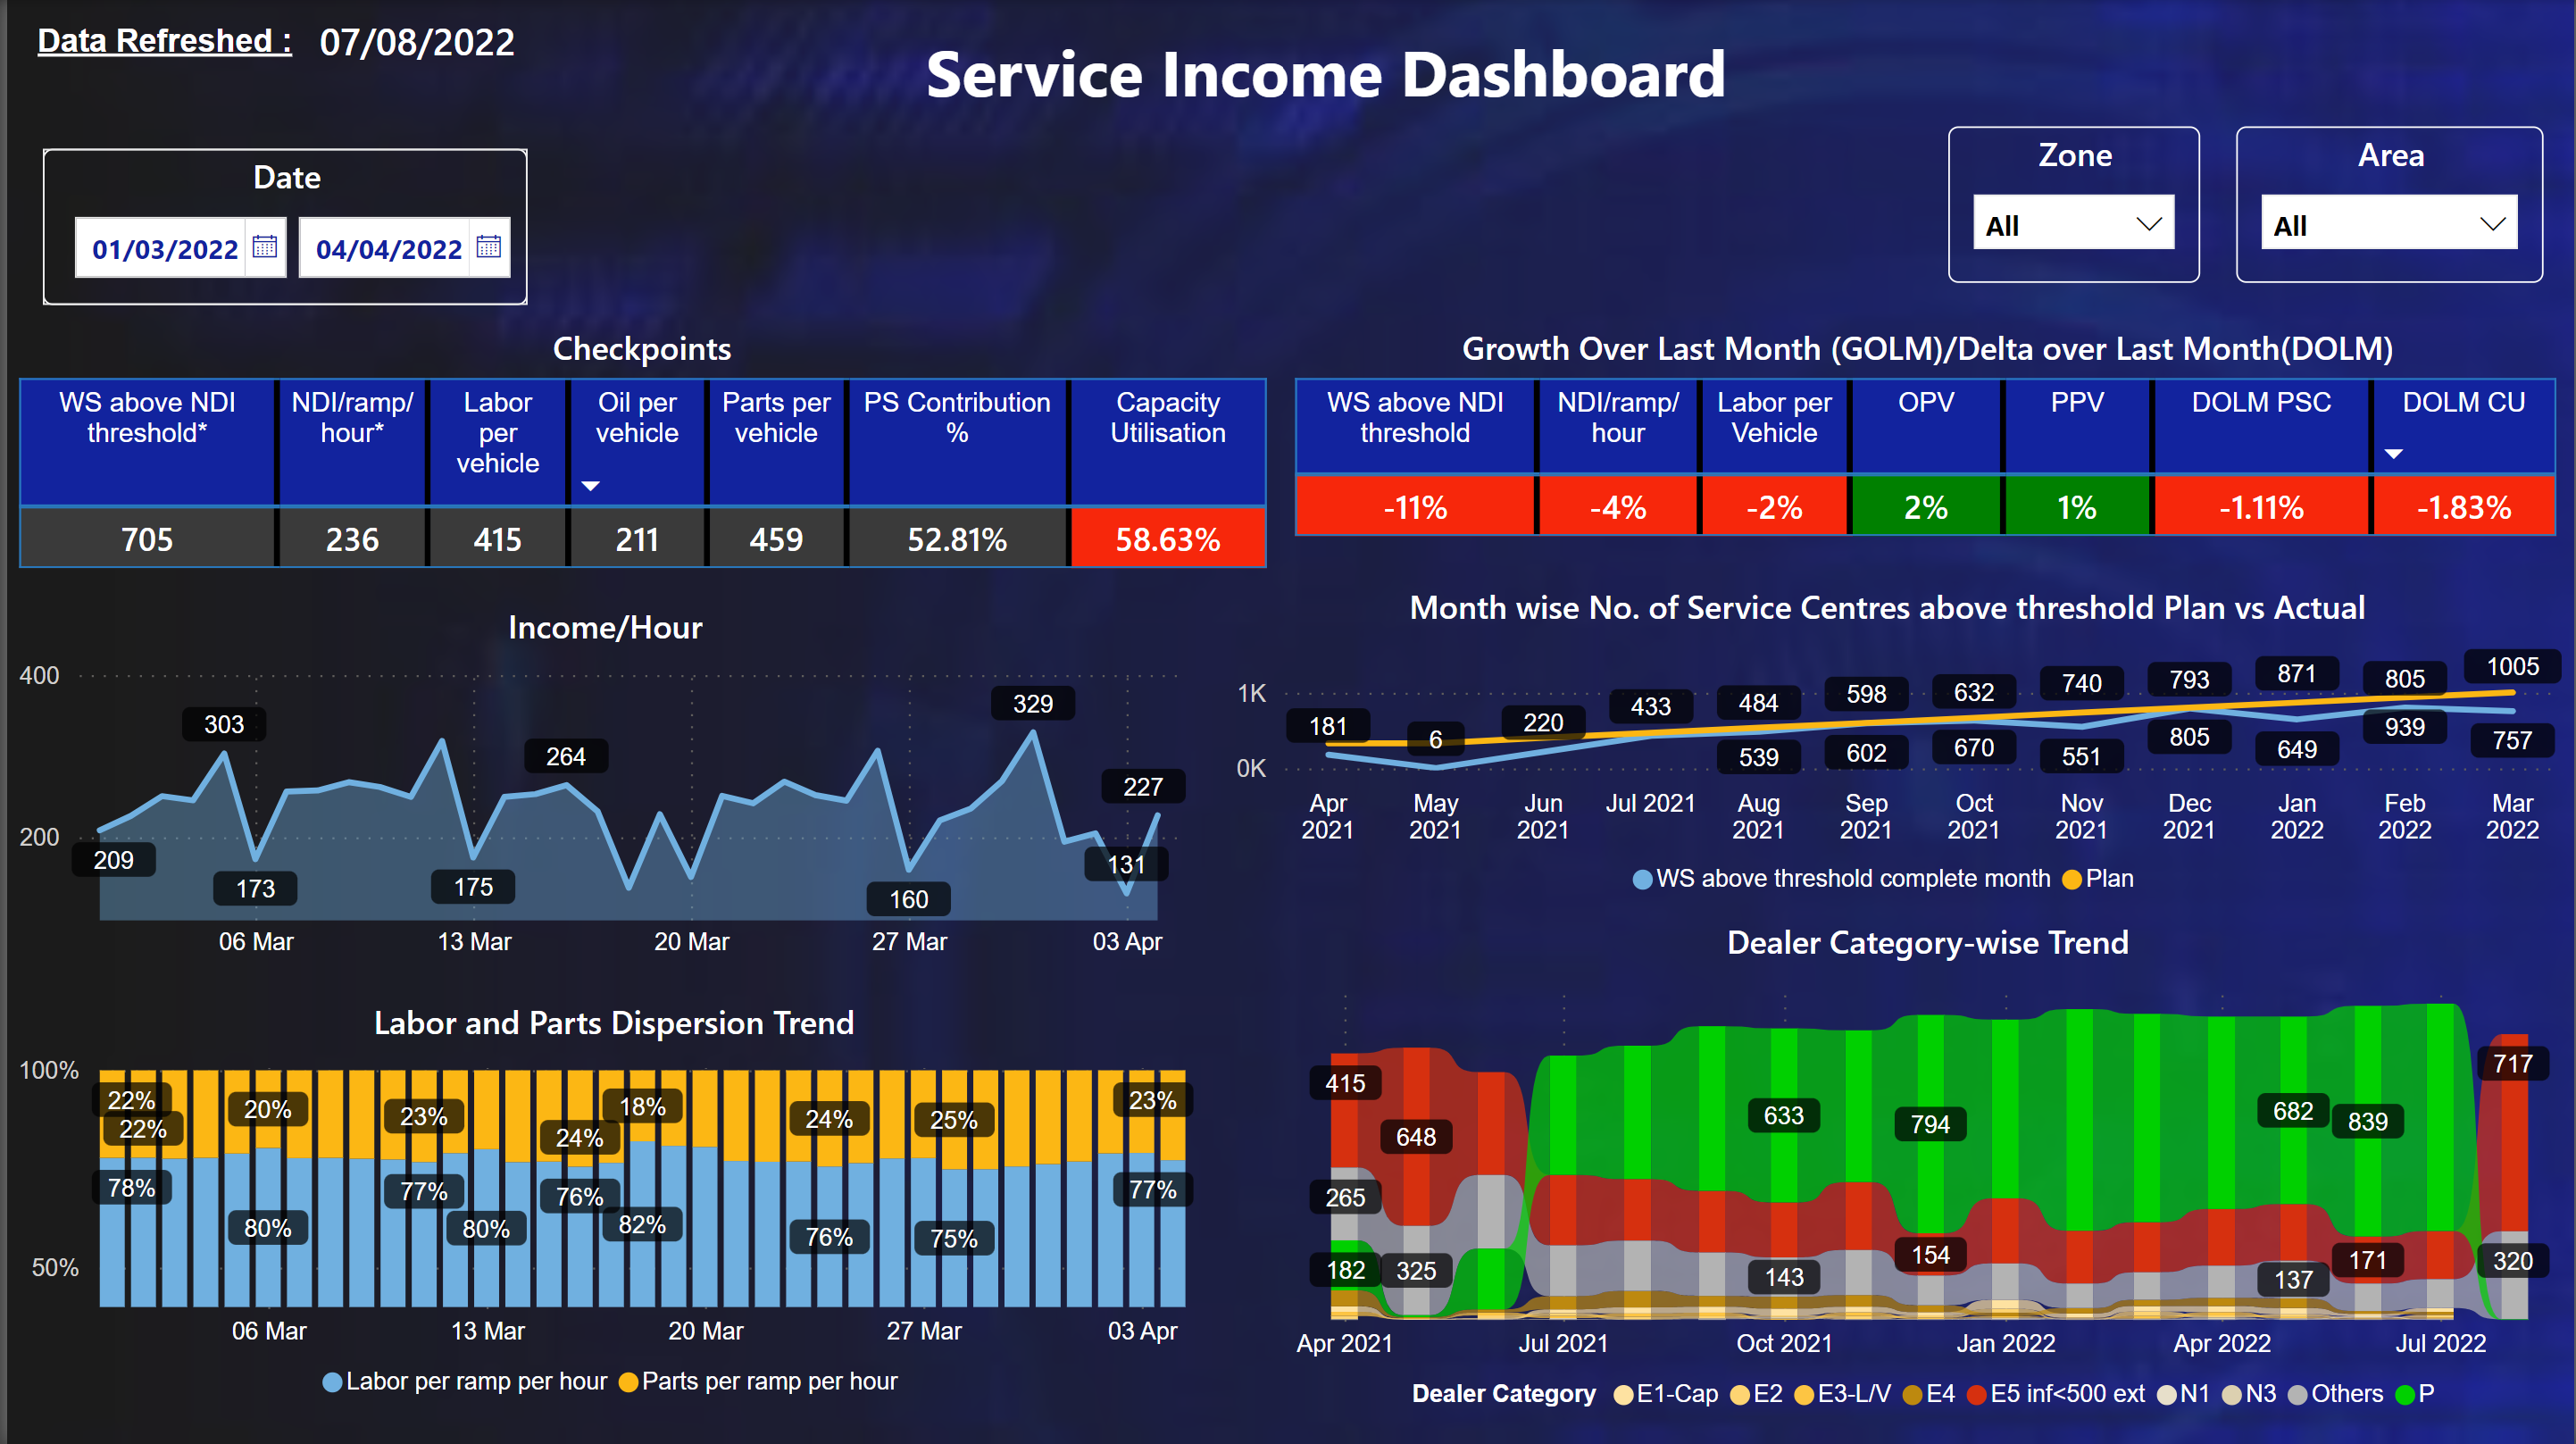 Data Refreshed : 07/08/2022
Service Income Dashboard
Date
01/03/2022 04/04/2022
Zone
All
Area
All
Checkpoints
WS above NDI threshold* NDI/ramp/hour* Labor per vehicle Oil per vehicle Parts per vehicle PS Contribution % Capacity Utilisation
705 236 415 211 459 52.81% 58.63%
Growth Over Last Month (GOLM)/Delta over Last Month(DOLM)
WS above NDI threshold NDI/ramp/hour Labor per Vehicle OPV PPV DOLM PSC DOLM CU
-11% -4% -2% 2% 1% -1.11% -1.83%
Income/Hour
400
200
303 264 329 227
209 173 175 160 131
06 Mar 13 Mar 20 Mar 27 Mar 03 Apr
Month wise No. of Service Centres above threshold Plan vs Actual
1K
0K
181 6 220 433 484 598 632 740 793 871 805 1005
539 602 670 551 805 649 939 757
Apr 2021 May 2021 Jun 2021 Jul 2021 Aug 2021 Sep 2021 Oct 2021 Nov 2021 Dec 2021 Jan 2022 Feb 2022 Mar 2022
WS above threshold complete month Plan
Labor and Parts Dispersion Trend
100%
50%
22% 22% 20% 23% 24% 18% 24% 25% 23%
78% 80% 77% 80% 76% 82% 76% 75% 77%
06 Mar 13 Mar 20 Mar 27 Mar 03 Apr
Labor per ramp per hour Parts per ramp per hour
Dealer Category-wise Trend
415 648 633 794 682 839 717
265 154 171
182 325 143 137 320
Apr 2021 Jul 2021 Oct 2021 Jan 2022 Apr 2022 Jul 2022
Dealer Category E1-Cap E2 E3-L/V E4 E5 inf<500 ext N1 N3 Others P